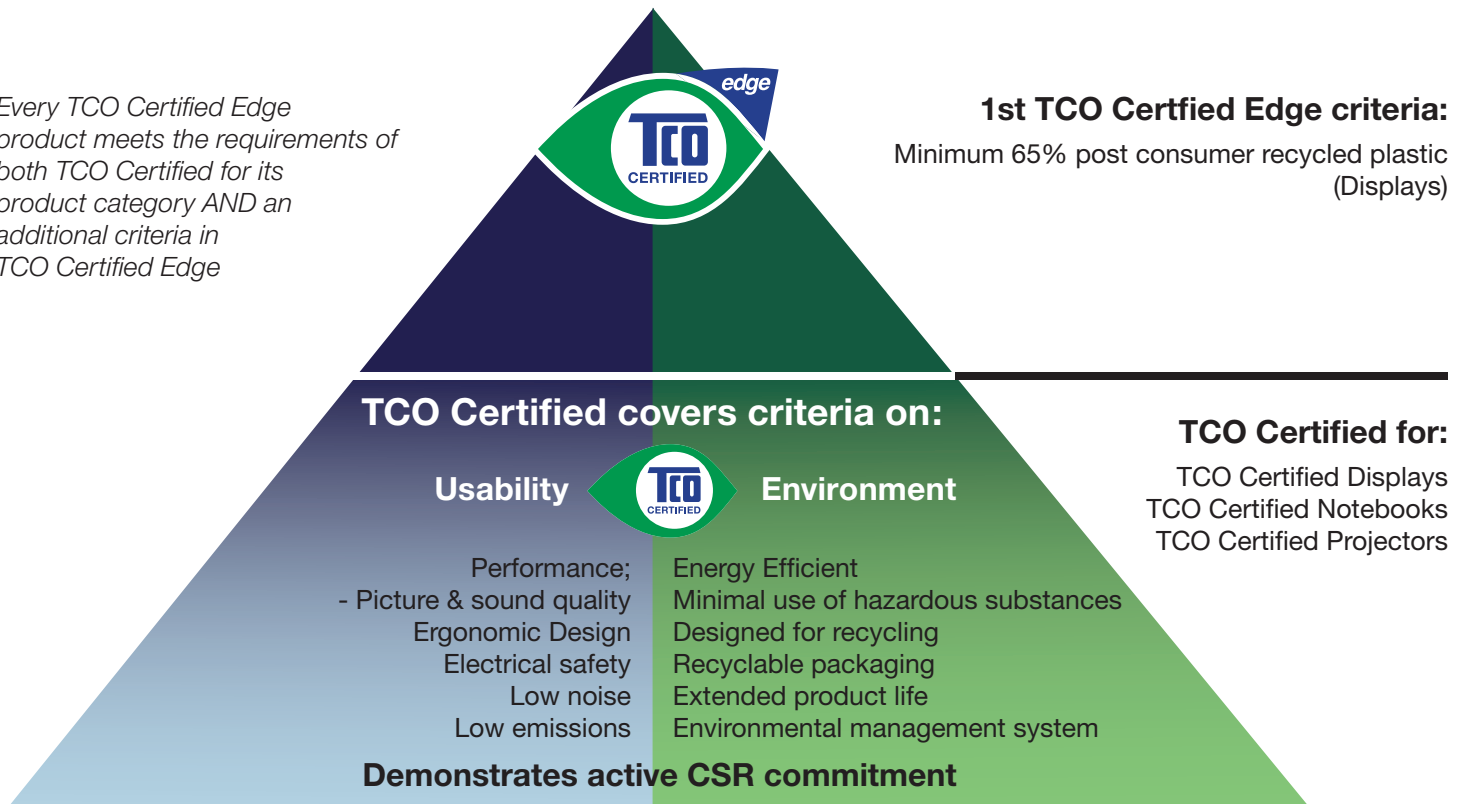 Every TCO Certified Edge
product meets the requirements of
both TCO Certified for its
product category AND an
additional criteria in
TCO Certified Edge
edge
TCO
CERTIFIED
1st TCO Certfied Edge criteria:
Minimum 65% post consumer recycled plastic
(Displays)
TCO Certified covers criteria on:
Usability
TCO
CERTIFIED
Environment
Performance;
- Picture & sound quality
Ergonomic Design
Electrical safety
Low noise
Low emissions
Energy Efficient
Minimal use of hazardous substances
Designed for recycling
Recyclable packaging
Extended product life
Environmental management system
Demonstrates active CSR commitment
TCO Certified for:
TCO Certified Displays
TCO Certified Notebooks
TCO Certified Projectors